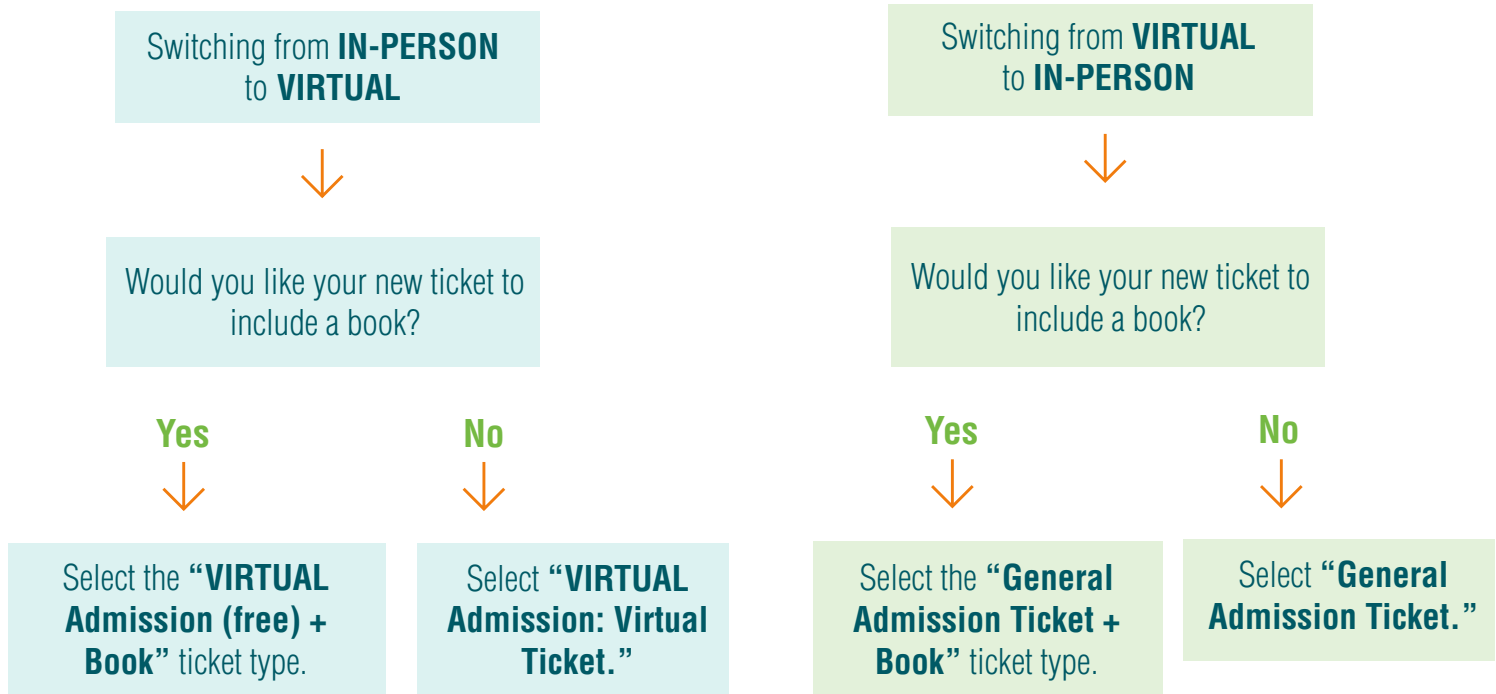 Switching from IN-PERSON
to VIRTUAL
Would you like your new ticket to
include a book?
Yes
No
Select the “VIRTUAL
Admission (free) +
Book” ticket type.
Select “VIRTUAL
Admission: Virtual
Ticket.”
Switching from VIRTUAL
to IN-PERSON
Would you like your new ticket to
include a book?
Yes
No
Select the “General
Admission Ticket +
Book” ticket type.
Select “General
Admission Ticket.”